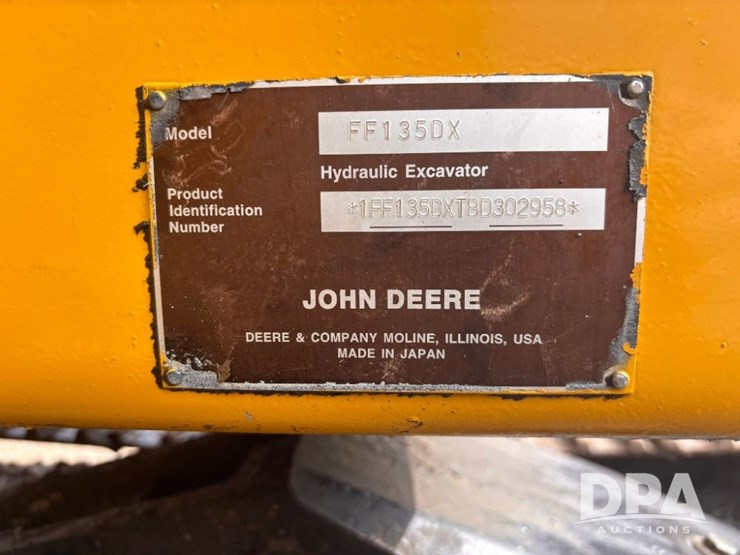 Model FF135DX
Hydraulic Excavator
Product
Identification
Number
*1FF135DXTBD302958*
JOHN DEERE
DEERE & COMPANY MOLINE, ILLINOIS, USA
MADE IN JAPAN
DPA
AUCTIONS